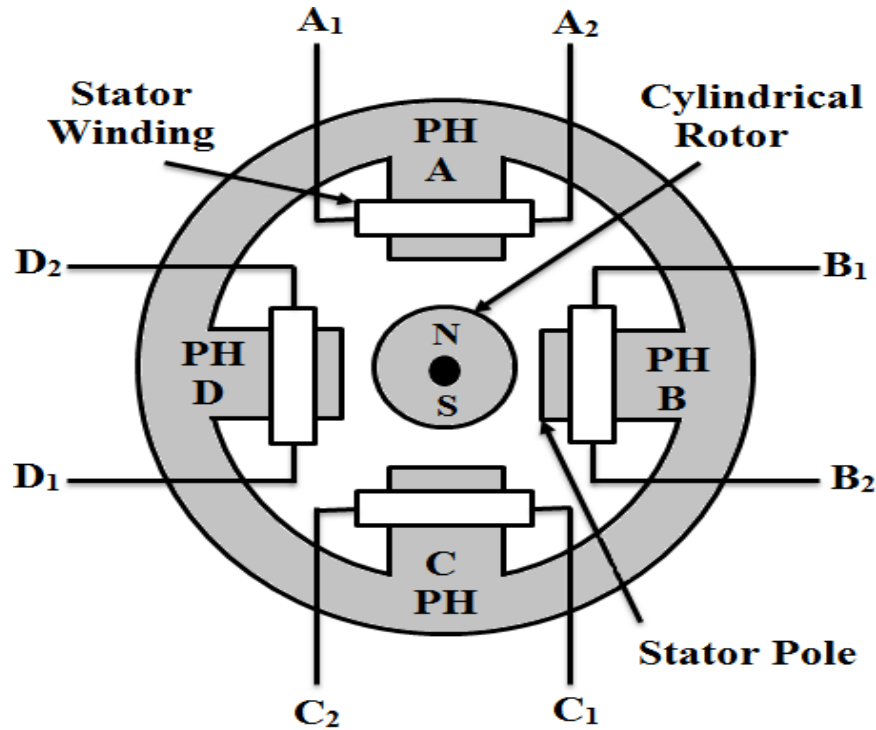 A₁
A₂
Stator
Winding
Cylindrical
Rotor
PH
A
D₂
B₁
N
S
PH
D
PH
B
D₁
B₂
C
PH
Stator Pole
C₂
C₁